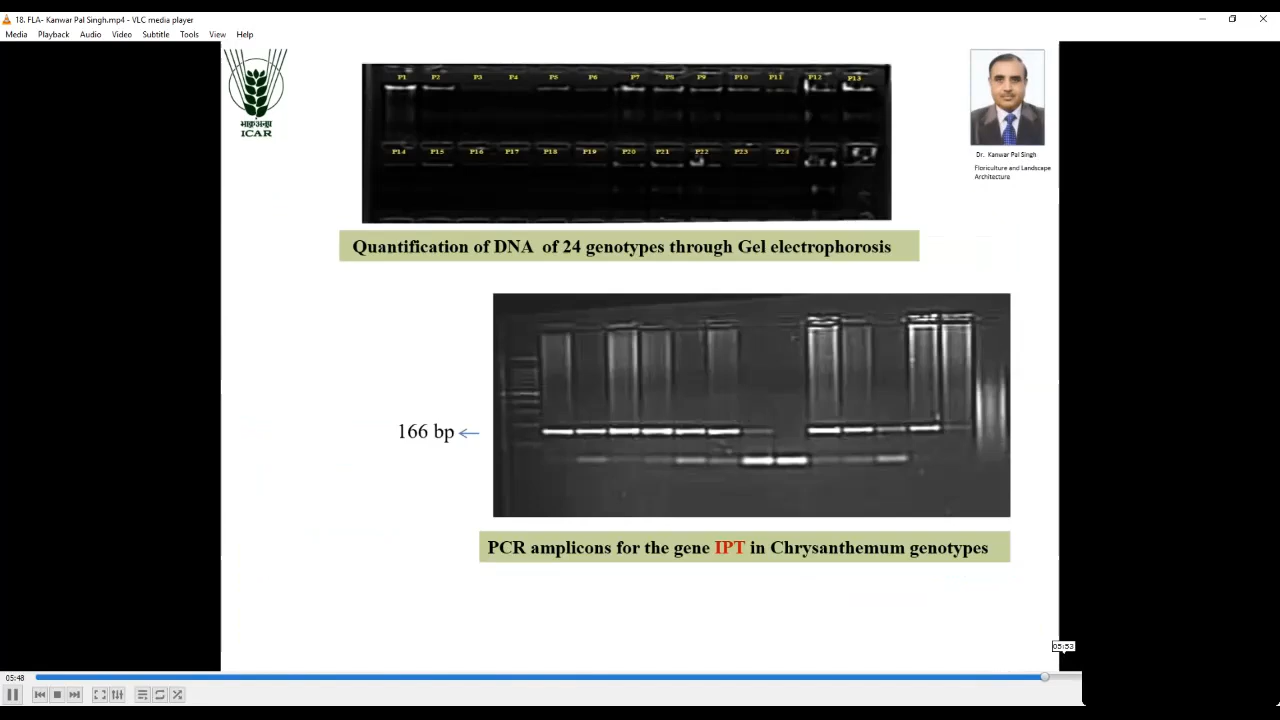 18. FLA- Kanwar Pal Singh.mp4 - VLC media player
Media Playback Audio Video Subtitle Tools View Help
P1 P2 P3 P4 P5 P6 P7 P8 P9 P10 P11 P12 P13
P14 P15 P16 P17 P18 P19 P20 P21 P22 P23 P24
भाकृअनुप
ICAR
Dr. Kanwar Pal Singh
Floriculture and Landscape
Architecture
Quantification of DNA of 24 genotypes through Gel electrophorosis
166 bp
PCR amplicons for the gene IPT in Chrysanthemum genotypes
05:53
05:48